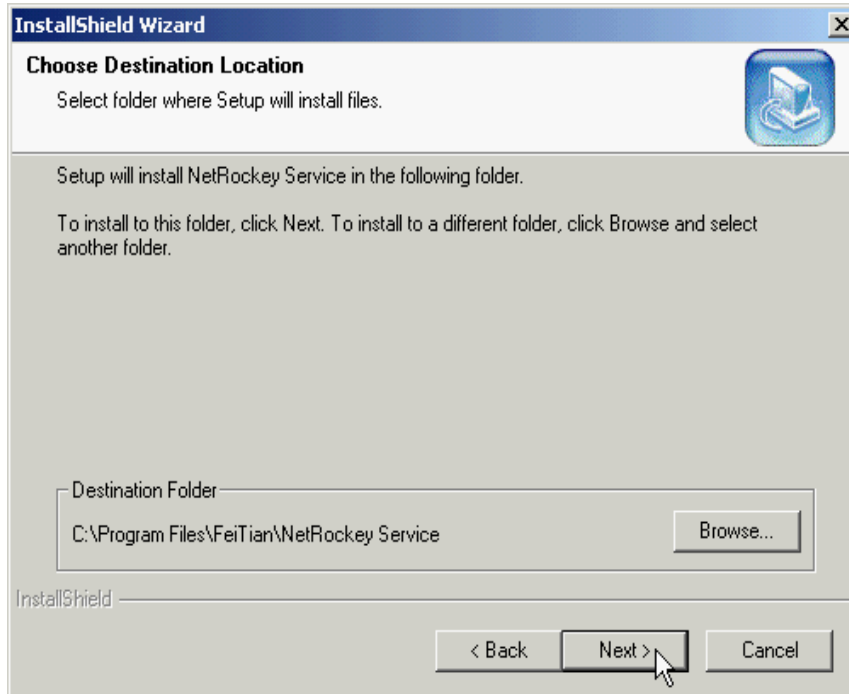 InstallShield Wizard
Choose Destination Location
Select folder where Setup will install files.
Setup will install NetRockey Service in the following folder.
To install to this folder, click Next. To install to a different folder, click Browse and select
another folder.
Destination Folder
C:\Program Files\FeiTian\NetRockey Service
Browse...
InstallShield
< Back
Next >
Cancel